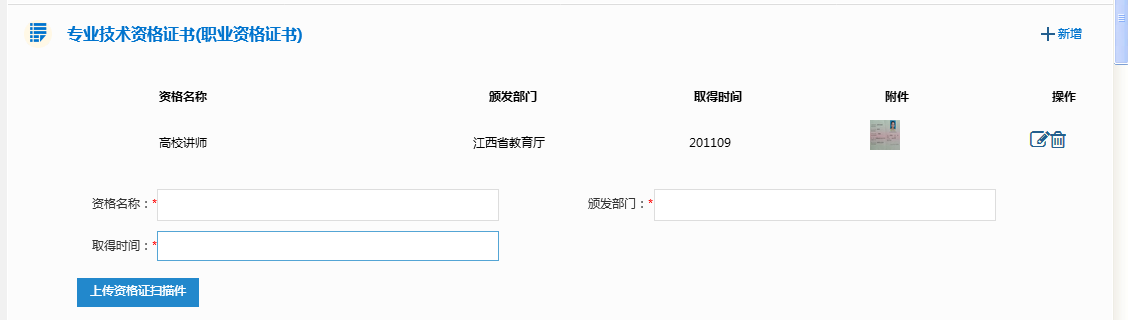 专业技术资格证书(职业资格证书) 新增
资格名称 颁发部门 取得时间 附件 操作
高校讲师 江西省教育厅 201109
资格名称：* 颁发部门：*
取得时间：*
上传资格证扫描件